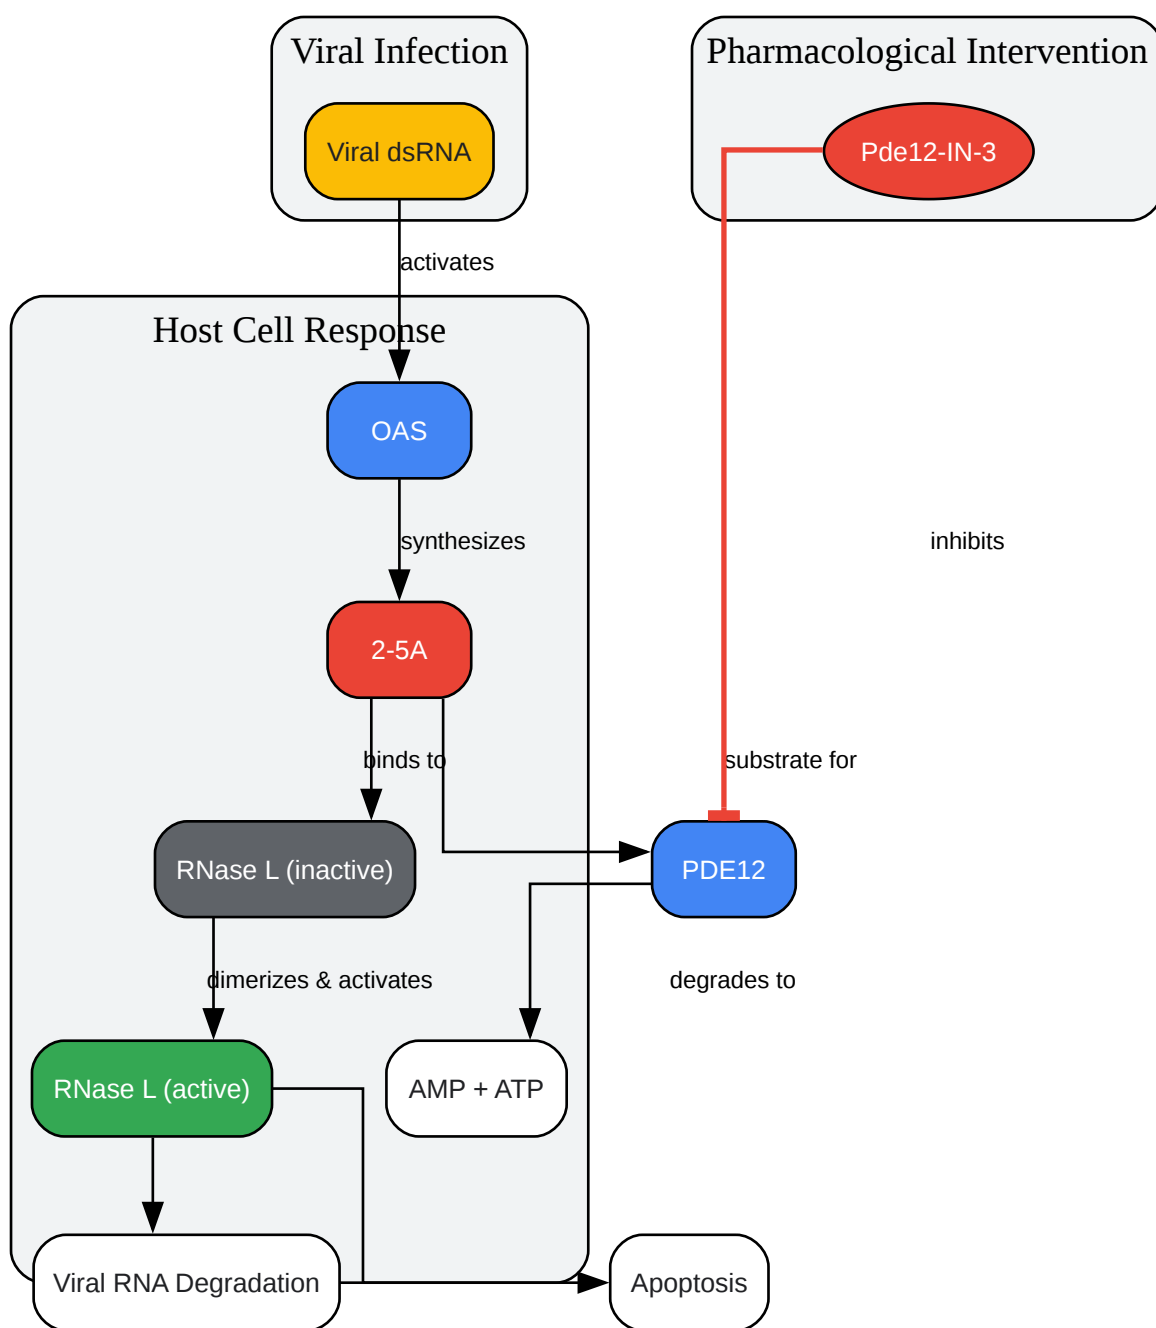 Viral Infection
Pharmacological Intervention
Viral dsRNA
Pde12-IN-3
activates
Host Cell Response
OAS
synthesizes
inhibits
2-5A
binds to
substrate for
RNase L (inactive)
PDE12
dimerizes & activates
degrades to
RNase L (active)
AMP + ATP
Viral RNA Degradation
Apoptosis